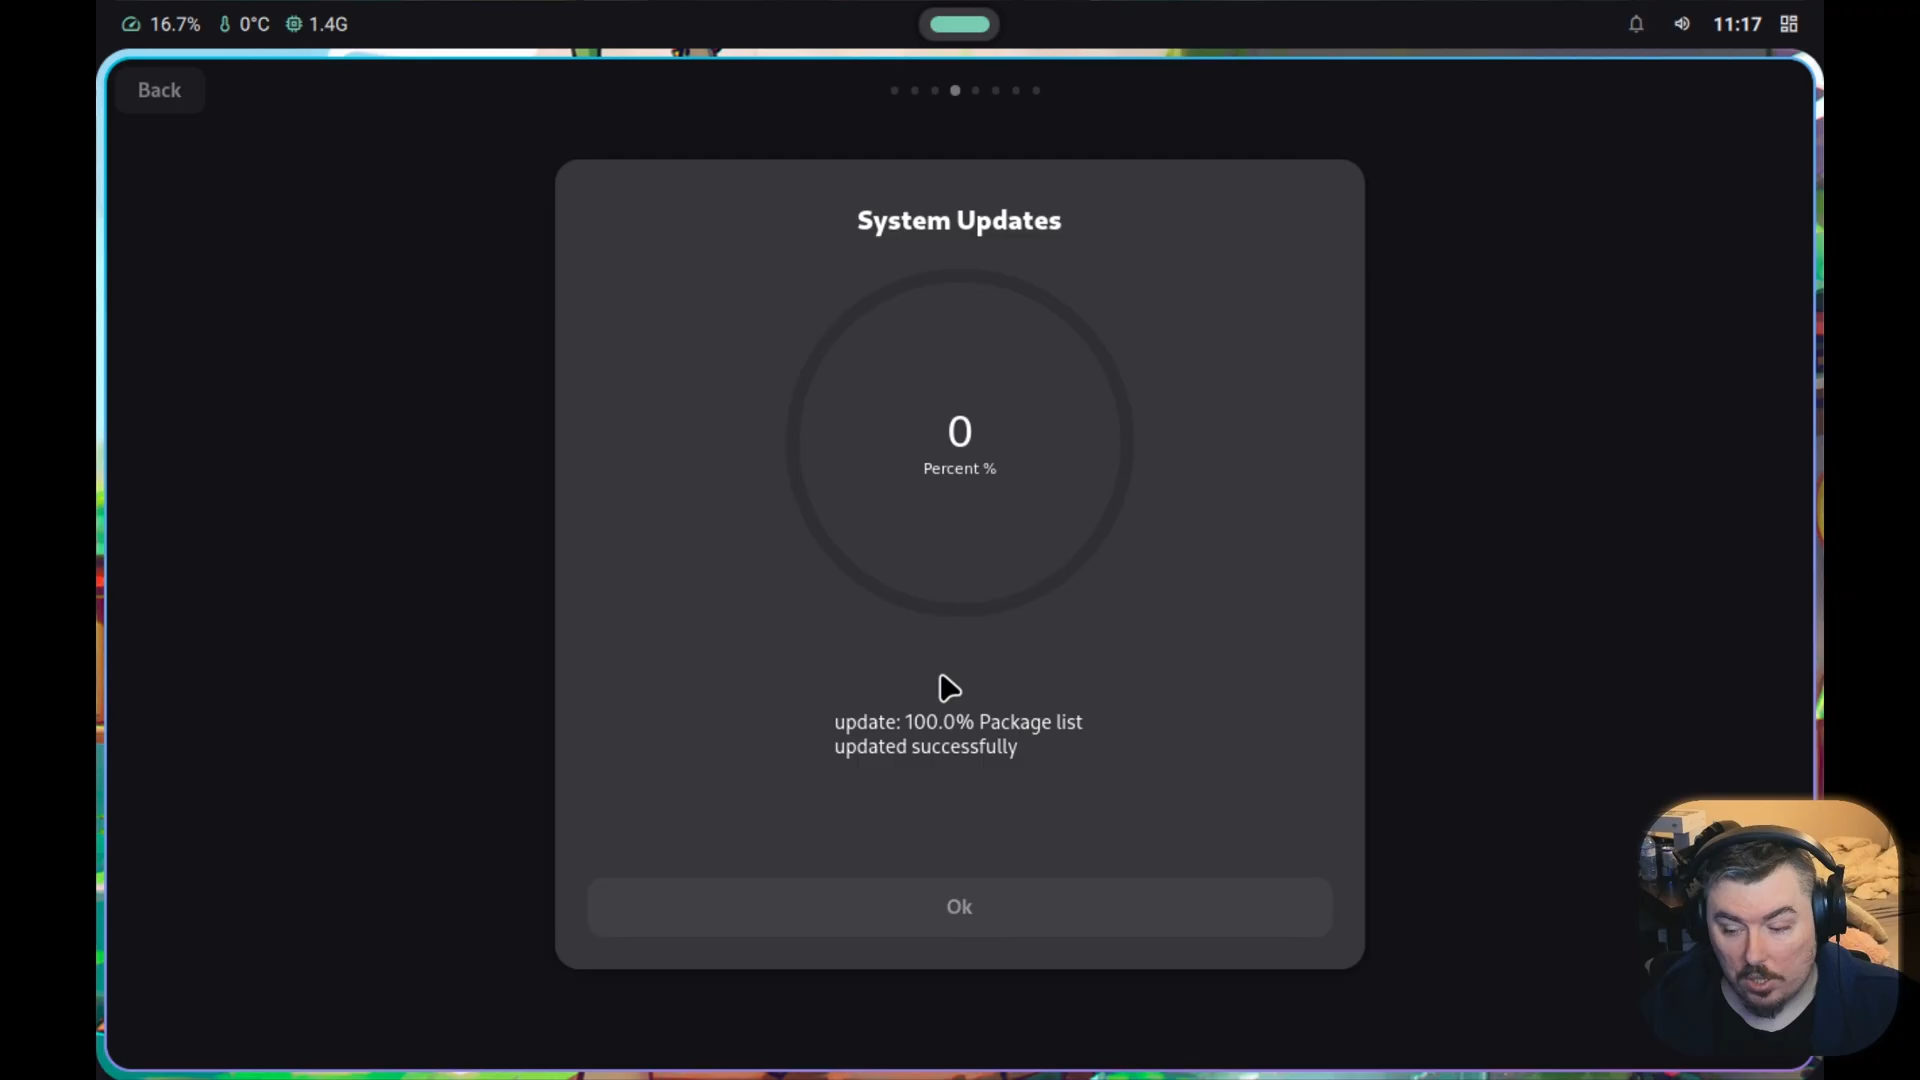 16.7% 0°C 1.4G 11:17
Back
System Updates
0
Percent %
update: 100.0% Package list
updated successfully
Ok